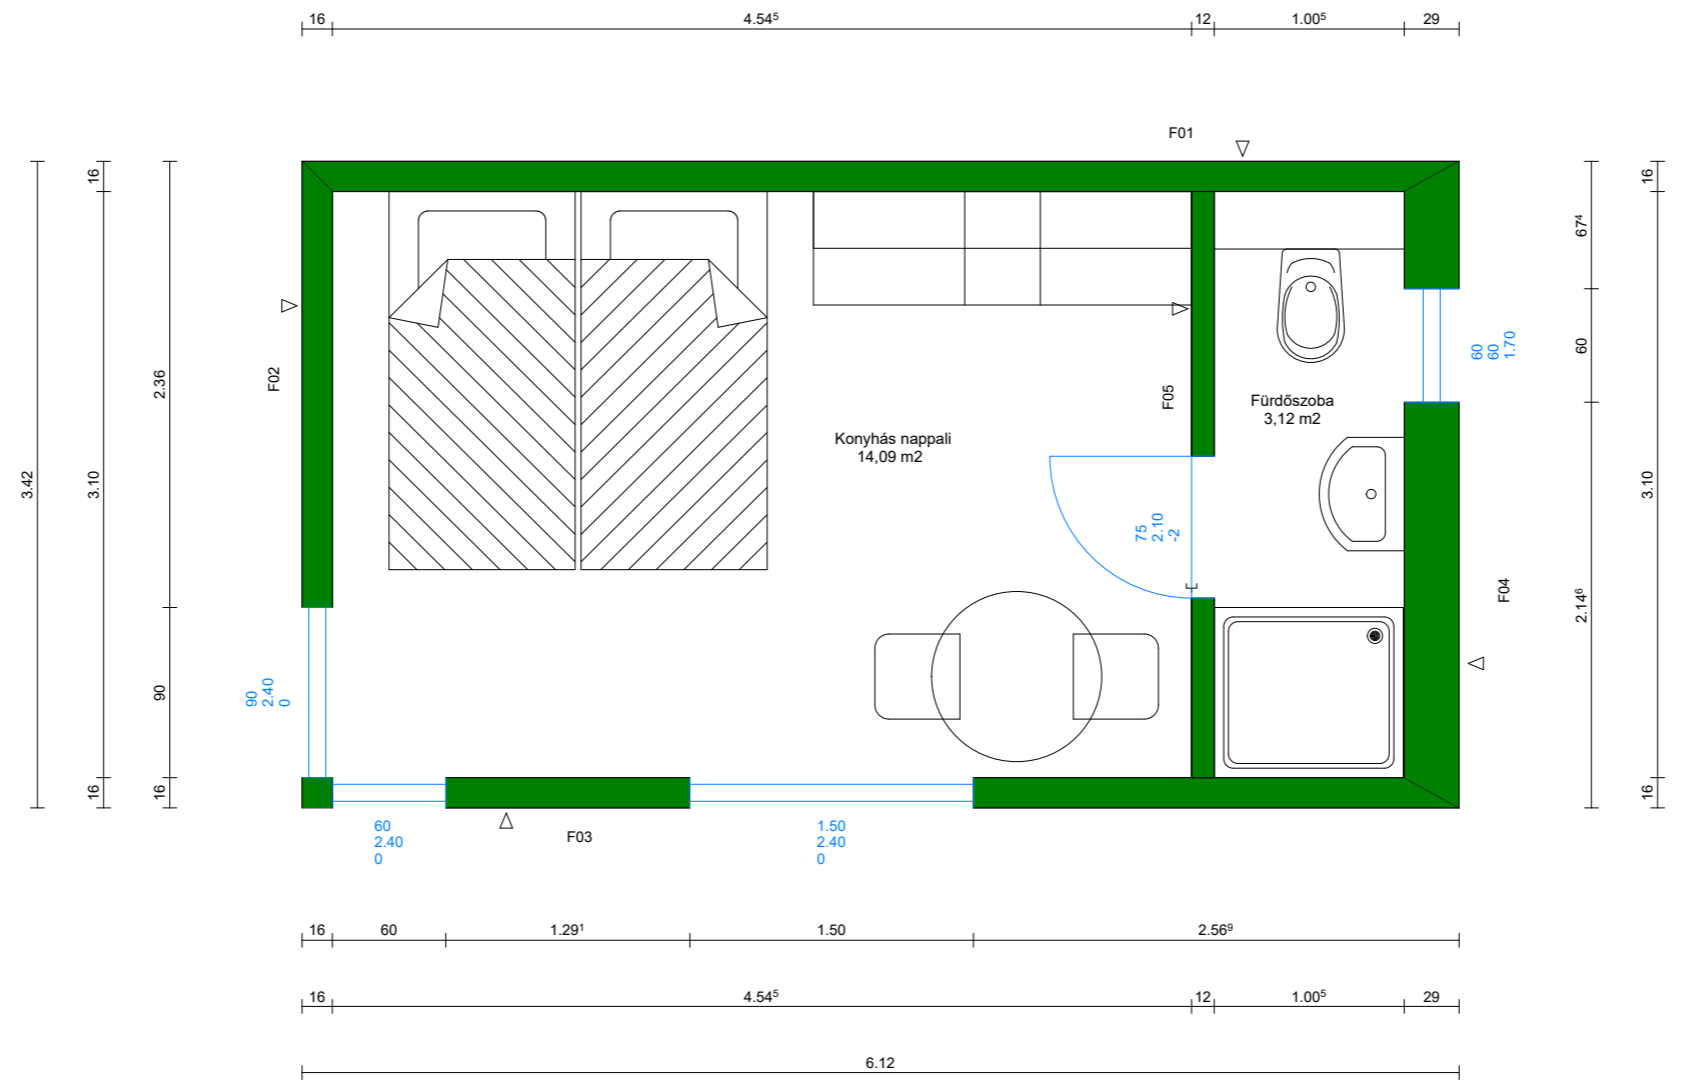 16 4.54⁵ 12 1.00⁵ 29
F01
16
67⁴
16
F02
2.36
F05
60
60
60
1.70
Fürdőszoba
3,12 m2
Konyhás nappali
14,09 m2
3.42
3.10
3.10
75
2.10
-2
F04
2.14⁶
90
90
2.40
0
16
16
16
60
2.40
0
F03
1.50
2.40
0
16 60 1.29¹ 1.50 2.56⁹
16 4.54⁵ 12 1.00⁵ 29
6.12